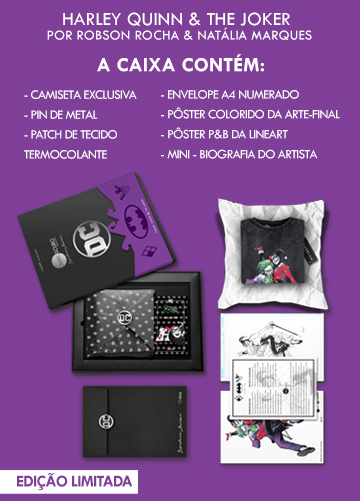 HARLEY QUINN & THE JOKER
POR ROBSON ROCHA & NATÁLIA MARQUES
A CAIXA CONTÉM:
- CAMISETA EXCLUSIVA
- PIN DE METAL
- PATCH DE TECIDO
TERMOCOLANTE
- ENVELOPE A4 NUMERADO
- PÔSTER COLORIDO DA ARTE-FINAL
- PÔSTER P&B DA LINEART
- MINI - BIOGRAFIA DO ARTISTA
DC
DC
EDIÇÃO LIMITADA